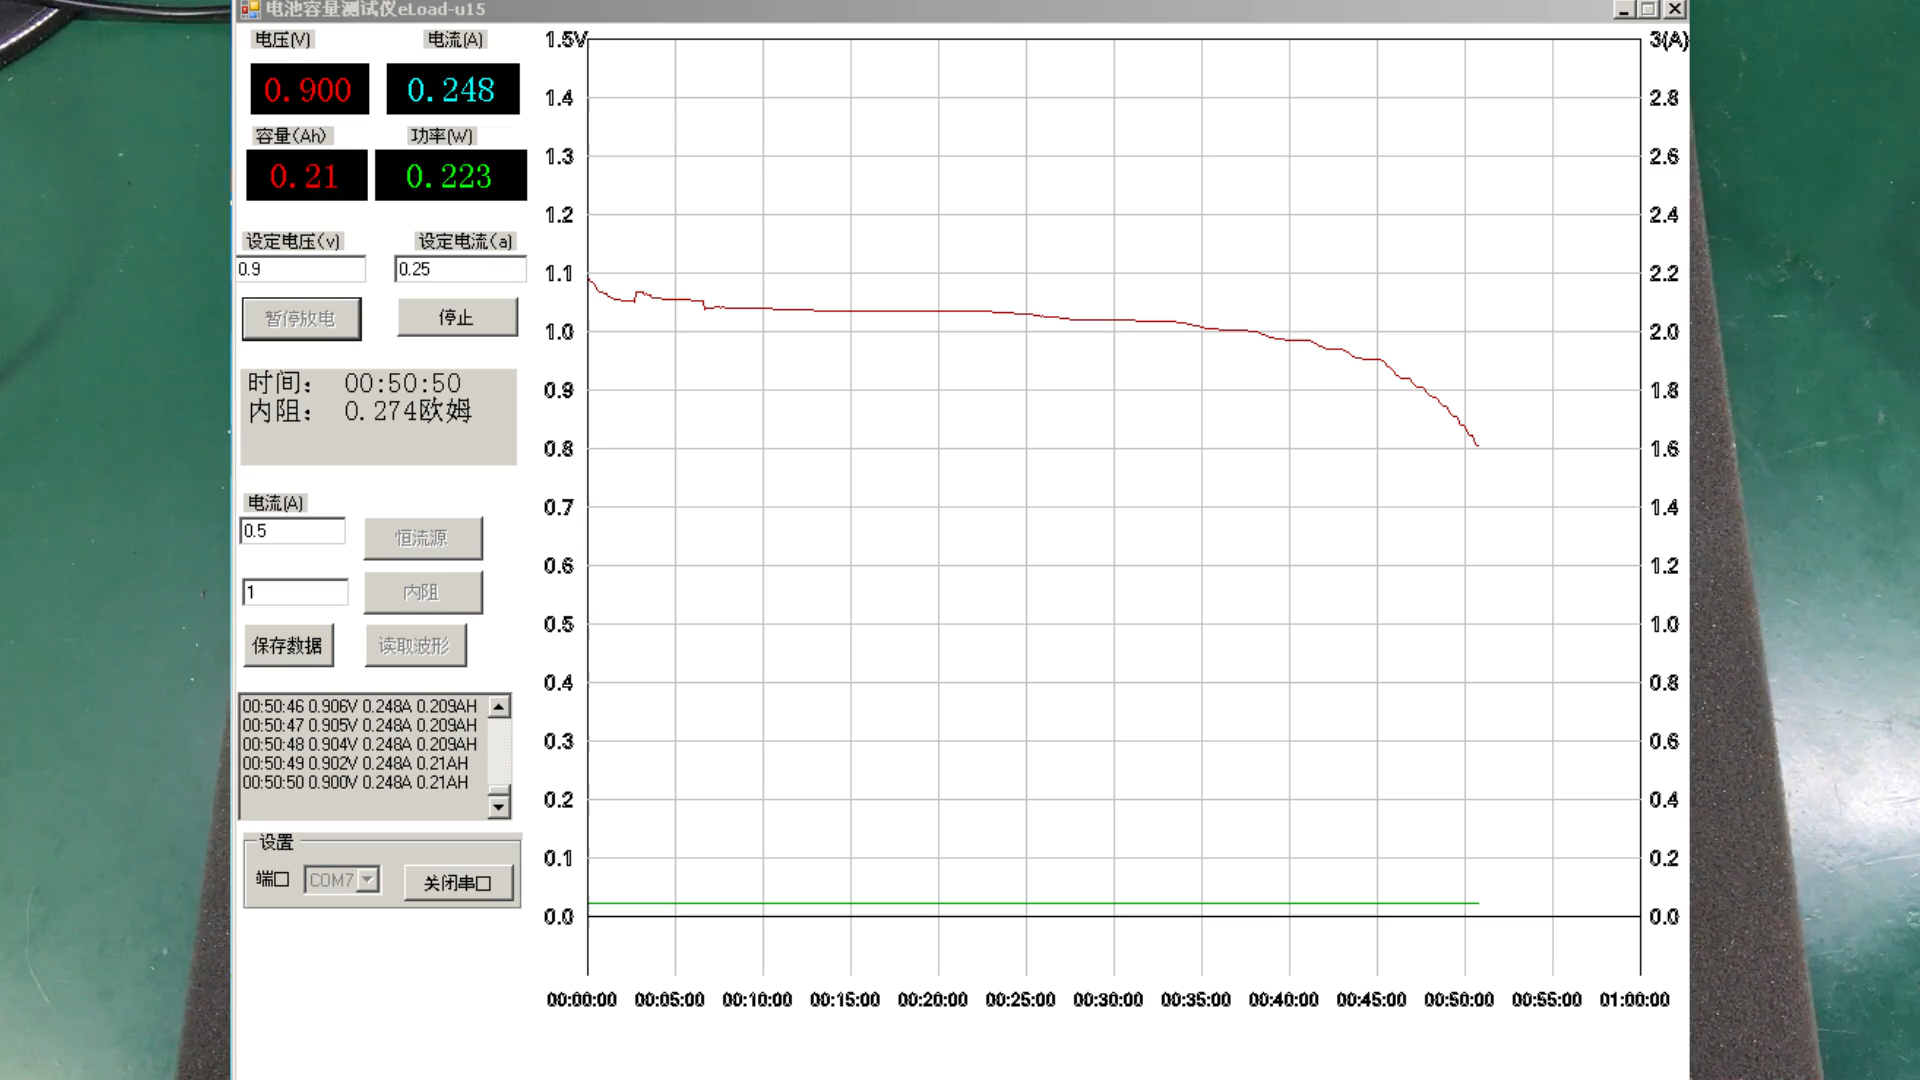 电池容量测试仪eLoad-u15
电压(V)
电流(A)
0.900
0.248
容量(Ah)
功率(W)
0.21
0.223
设定电压(v)
设定电流(a)
0.9
0.25
暂停放电
停止
时间： 00:50:50
内阻： 0.274欧姆
电流(A)
0.5
恒流源
1
内阻
保存数据
读取波形
00:50:46 0.906V 0.248A 0.209AH
00:50:47 0.905V 0.248A 0.209AH
00:50:48 0.904V 0.248A 0.209AH
00:50:49 0.902V 0.248A 0.21AH
00:50:50 0.900V 0.248A 0.21AH
设置
端口
COM7
关闭串口
1.5V
1.4
1.3
1.2
1.1
1.0
0.9
0.8
0.7
0.6
0.5
0.4
0.3
0.2
0.1
0.0
3(A)
2.8
2.6
2.4
2.2
2.0
1.8
1.6
1.4
1.2
1.0
0.8
0.6
0.4
0.2
0.0
00:00:00 00:05:00 00:10:00 00:15:00 00:20:00 00:25:00 00:30:00 00:35:00 00:40:00 00:45:00 00:50:00 00:55:00 01:00:00